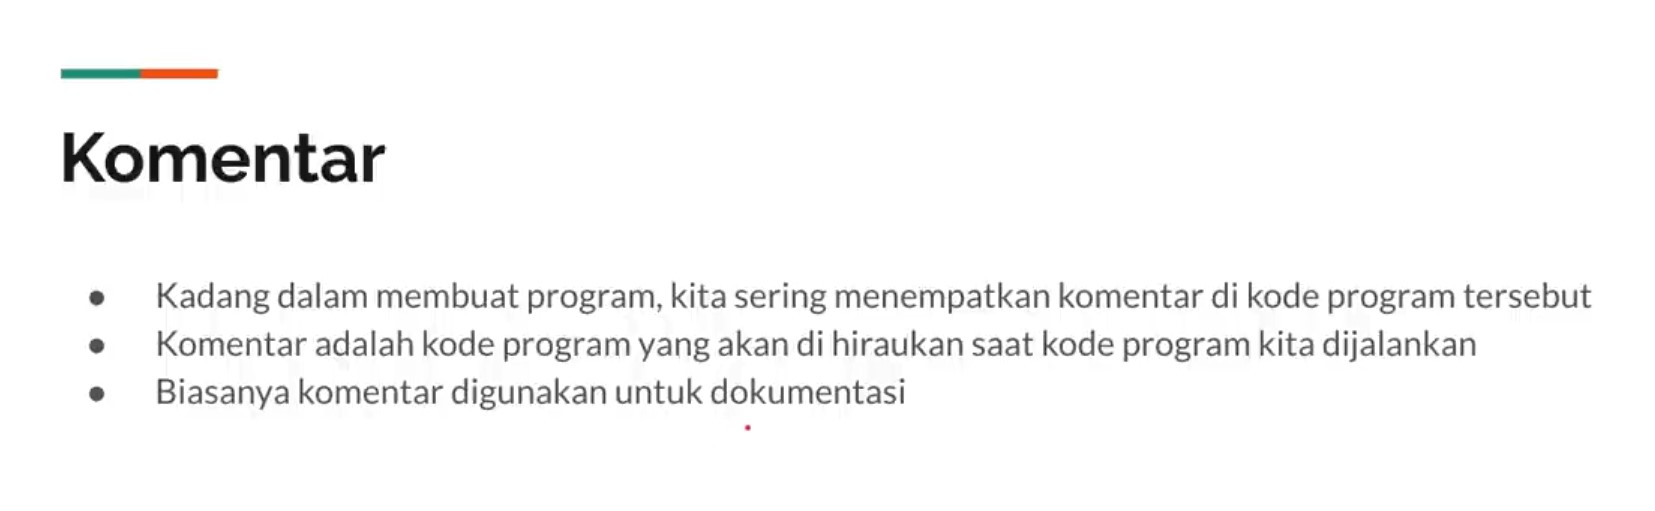 Komentar
● Kadang dalam membuat program, kita sering menempatkan komentar di kode program tersebut
● Komentar adalah kode program yang akan di hiraukan saat kode program kita dijalankan
● Biasanya komentar digunakan untuk dokumentasi